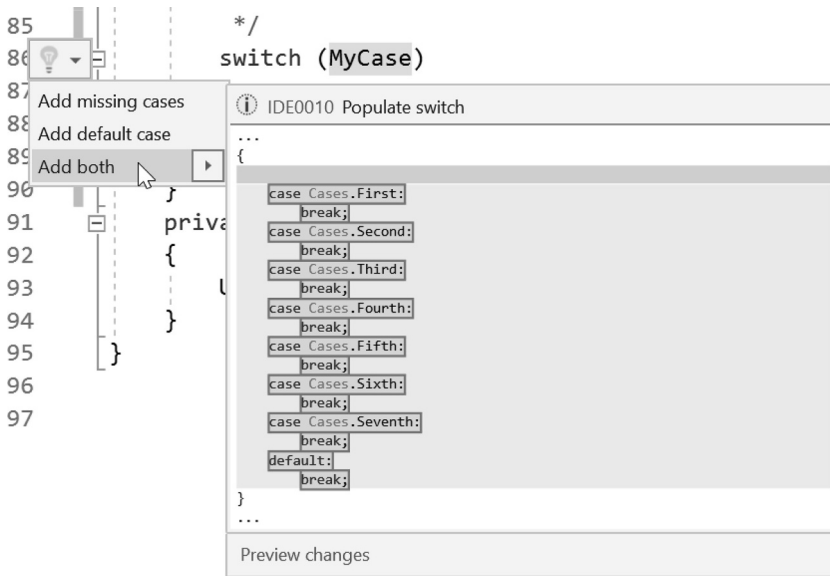 85 */
86 switch (MyCase)
87
Add missing cases
88
Add default case
89
Add both
90 }
91 priva
92 {
93 U
94 }
95 }
96
97
IDE0010 Populate switch
...
{
case Cases.First:
break;
case Cases.Second:
break;
case Cases.Third:
break;
case Cases.Fourth:
break;
case Cases.Fifth:
break;
case Cases.Sixth:
break;
case Cases.Seventh:
break;
default:
break;
}
...
Preview changes